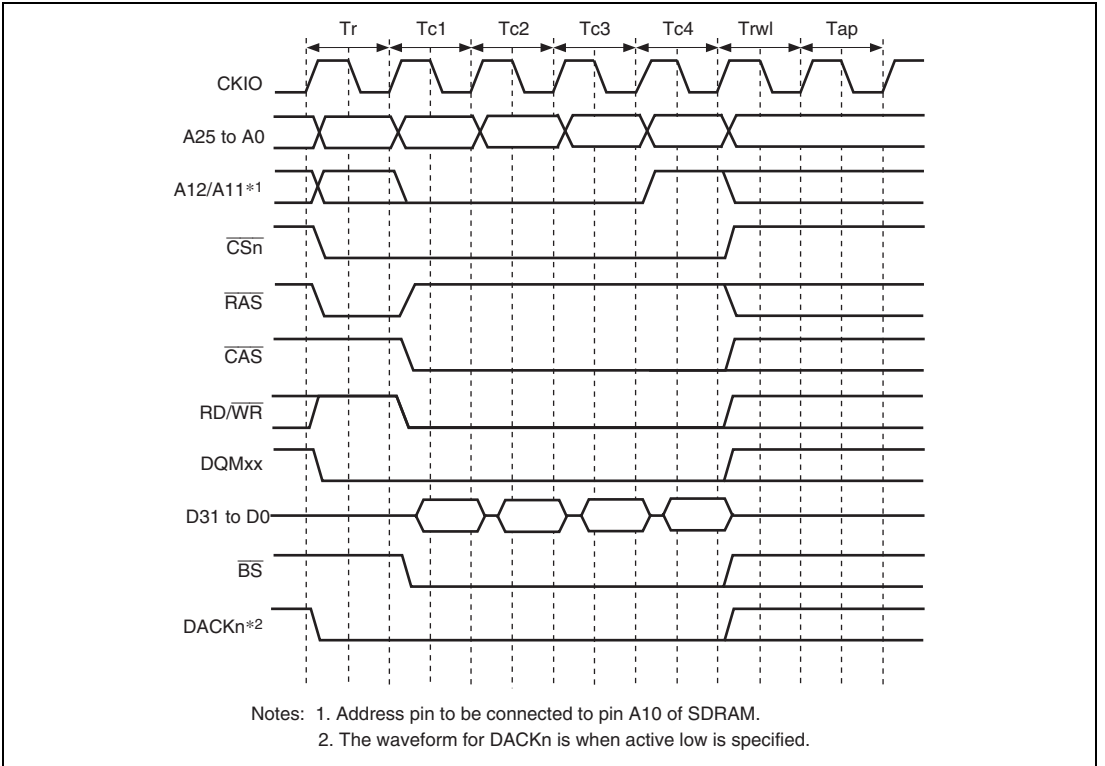 Tr Tc1 Tc2 Tc3 Tc4 Trwl Tap
CKIO
A25 to A0
A12/A11*1
CSn
RAS
CAS
RD/WR
DQMxx
D31 to D0
BS
DACKn*2
Notes: 1. Address pin to be connected to pin A10 of SDRAM.
2. The waveform for DACKn is when active low is specified.